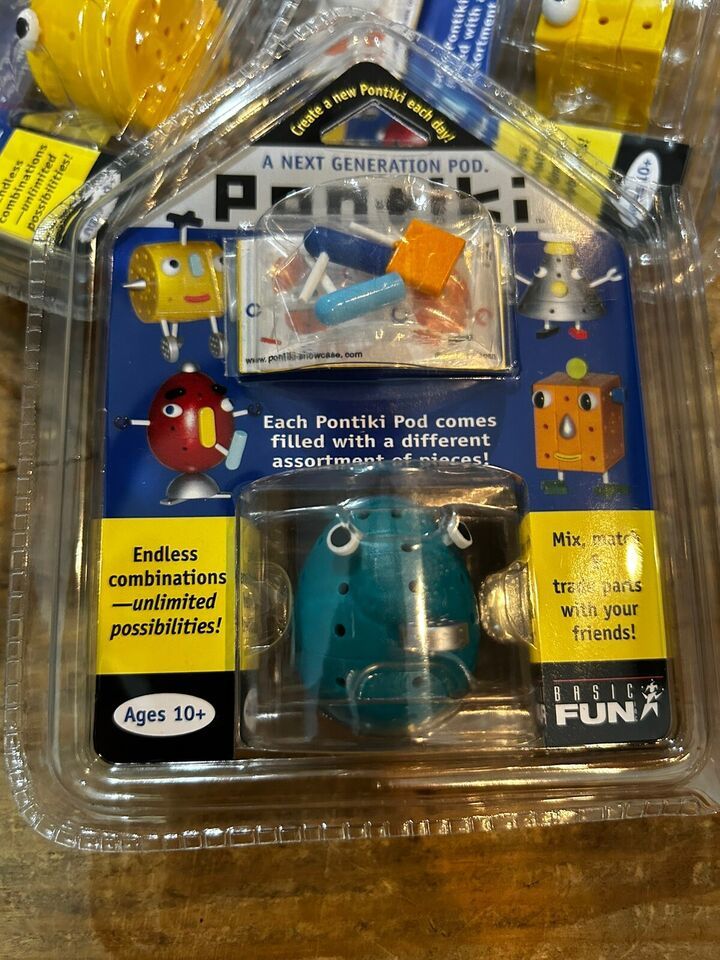 Create a new Pontiki each day!
A NEXT GENERATION POD.
Pontiki
www.pontiki-showcase.com
Each Pontiki Pod comes
filled with a different
assortment of pieces!
Endless
combinations
—unlimited
possibilities!
Mix, match
&
trade parts
with your
friends!
Ages 10+
BASIC
FUN
combinations
—unlimited
possibilities!
10+